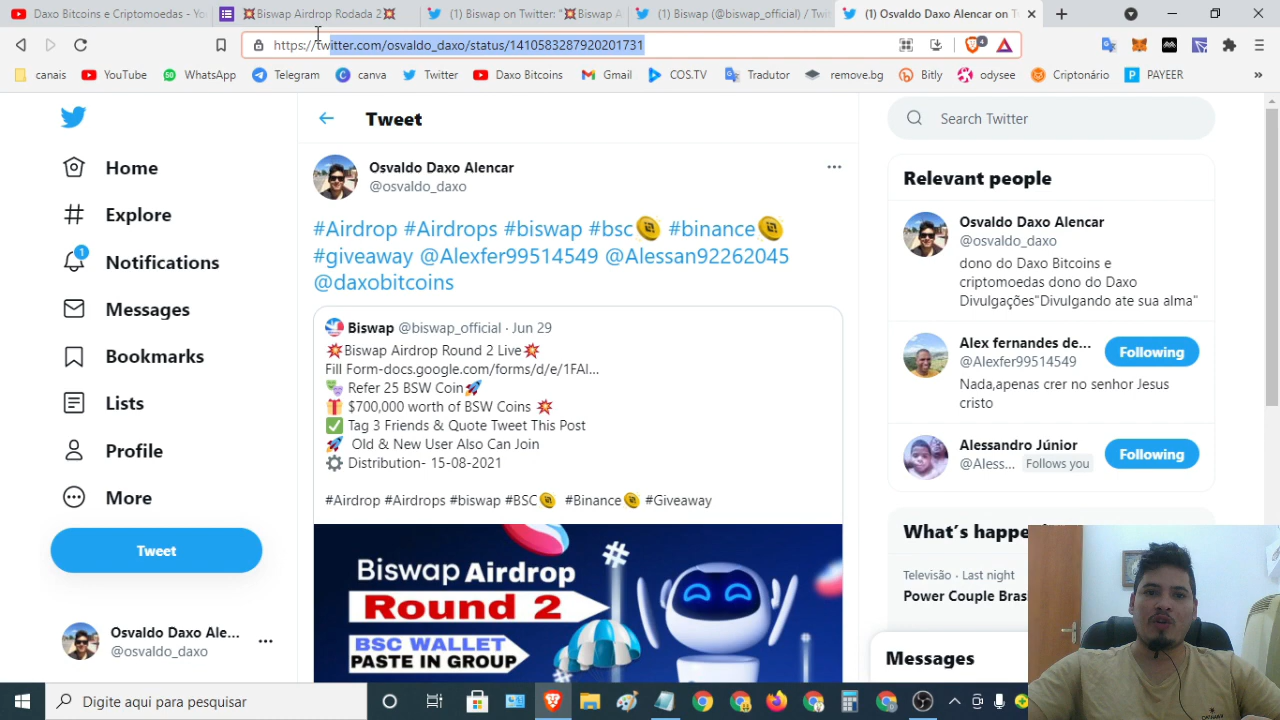 Daxo Bitcoins e Criptomoedas - Yo
💥Biswap Airdrop Rodada 2💥
(1) Biswap on Twitter: "💥Biswap A
(1) Biswap (@biswap_official) / Twi
(1) Osvaldo Daxo Alencar on T
https://twitter.com/osvaldo_daxo/status/1410583287920201731
4
canais
YouTube
WhatsApp
Telegram
canva
Twitter
Daxo Bitcoins
Gmail
COS.TV
Tradutor
remove.bg
Bitly
odysee
Criptonário
PAYEER
»
Home
Explore
1
Notifications
Messages
Bookmarks
Lists
Profile
More
Tweet
Osvaldo Daxo Ale...
@osvaldo_daxo
Tweet
Osvaldo Daxo Alencar
@osvaldo_daxo
#Airdrop #Airdrops #biswap #bsc #binance
#giveaway @Alexfer99514549 @Alessan92262045
@daxobitcoins
Biswap @biswap_official · Jun 29
💥Biswap Airdrop Round 2 Live💥
Fill Form-docs.google.com/forms/d/e/1FAI...
🎭 Refer 25 BSW Coin🚀
🎁 $700,000 worth of BSW Coins 💥
✅ Tag 3 Friends & Quote Tweet This Post
🚀 Old & New User Also Can Join
⚙️ Distribution- 15-08-2021
#Airdrop #Airdrops #biswap #BSC #Binance #Giveaway
Biswap Airdrop
Round 2
BSC WALLET
PASTE IN GROUP
Search Twitter
Relevant people
Osvaldo Daxo Alencar
@osvaldo_daxo
dono do Daxo Bitcoins e
criptomoedas dono do Daxo
Divulgações"Divulgando ate sua alma"
Alex fernandes de...
@Alexfer99514549
Following
Nada,apenas crer no senhor Jesus
cristo
Alessandro Júnior
@Aless... Follows you
Following
What's happe
Televisão · Last night
Power Couple Bras
Messages
Digite aqui para pesquisar